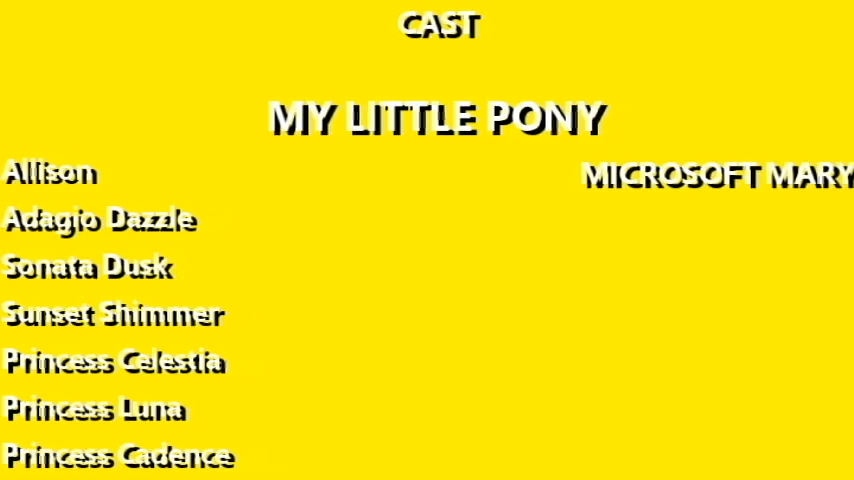 CAST
MY LITTLE PONY
Allison MICROSOFT MARY
Adagio Dazzle
Sonata Dusk
Sunset Shimmer
Princess Celestia
Princess Luna
Princess Cadence